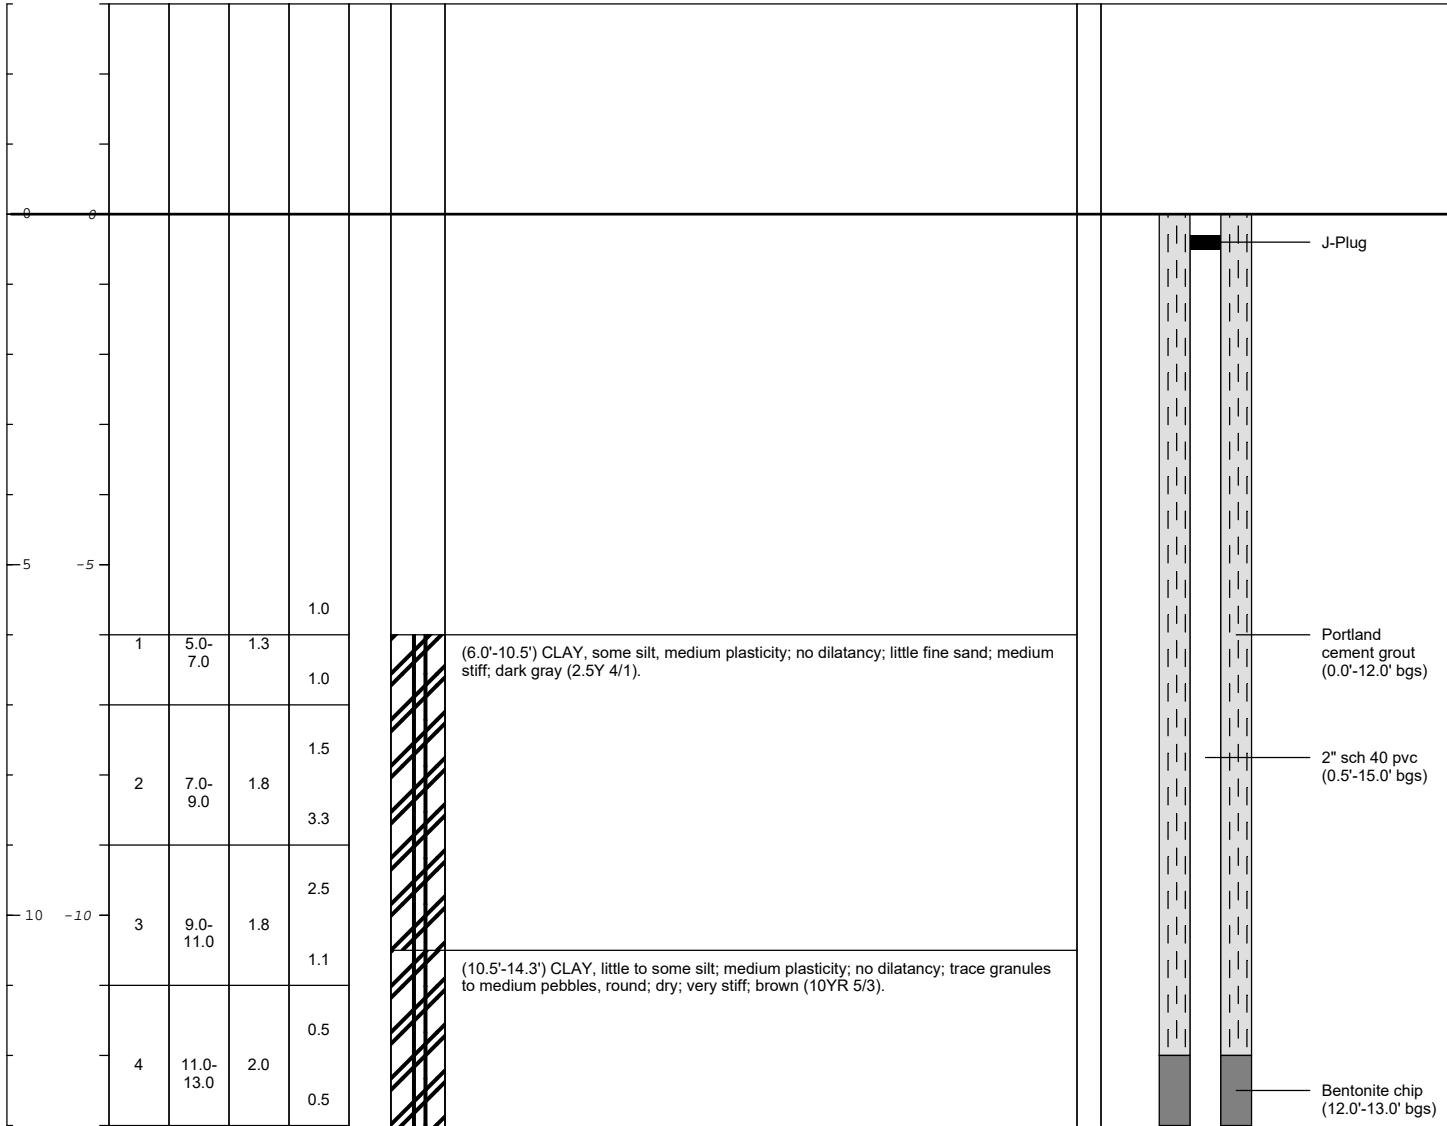 0
0
J-Plug
5
-5
1.0
1
5.0-
7.0
1.3
1.0
(6.0'-10.5') CLAY, some silt, medium plasticity; no dilatancy; little fine sand; medium
stiff; dark gray (2.5Y 4/1).
Portland
cement grout
(0.0'-12.0' bgs)
1.5
2
7.0-
9.0
1.8
3.3
2" sch 40 pvc
(0.5'-15.0' bgs)
2.5
10
-10
3
9.0-
11.0
1.8
1.1
(10.5'-14.3') CLAY, little to some silt; medium plasticity; no dilatancy; trace granules
to medium pebbles, round; dry; very stiff; brown (10YR 5/3).
0.5
4
11.0-
13.0
2.0
0.5
Bentonite chip
(12.0'-13.0' bgs)